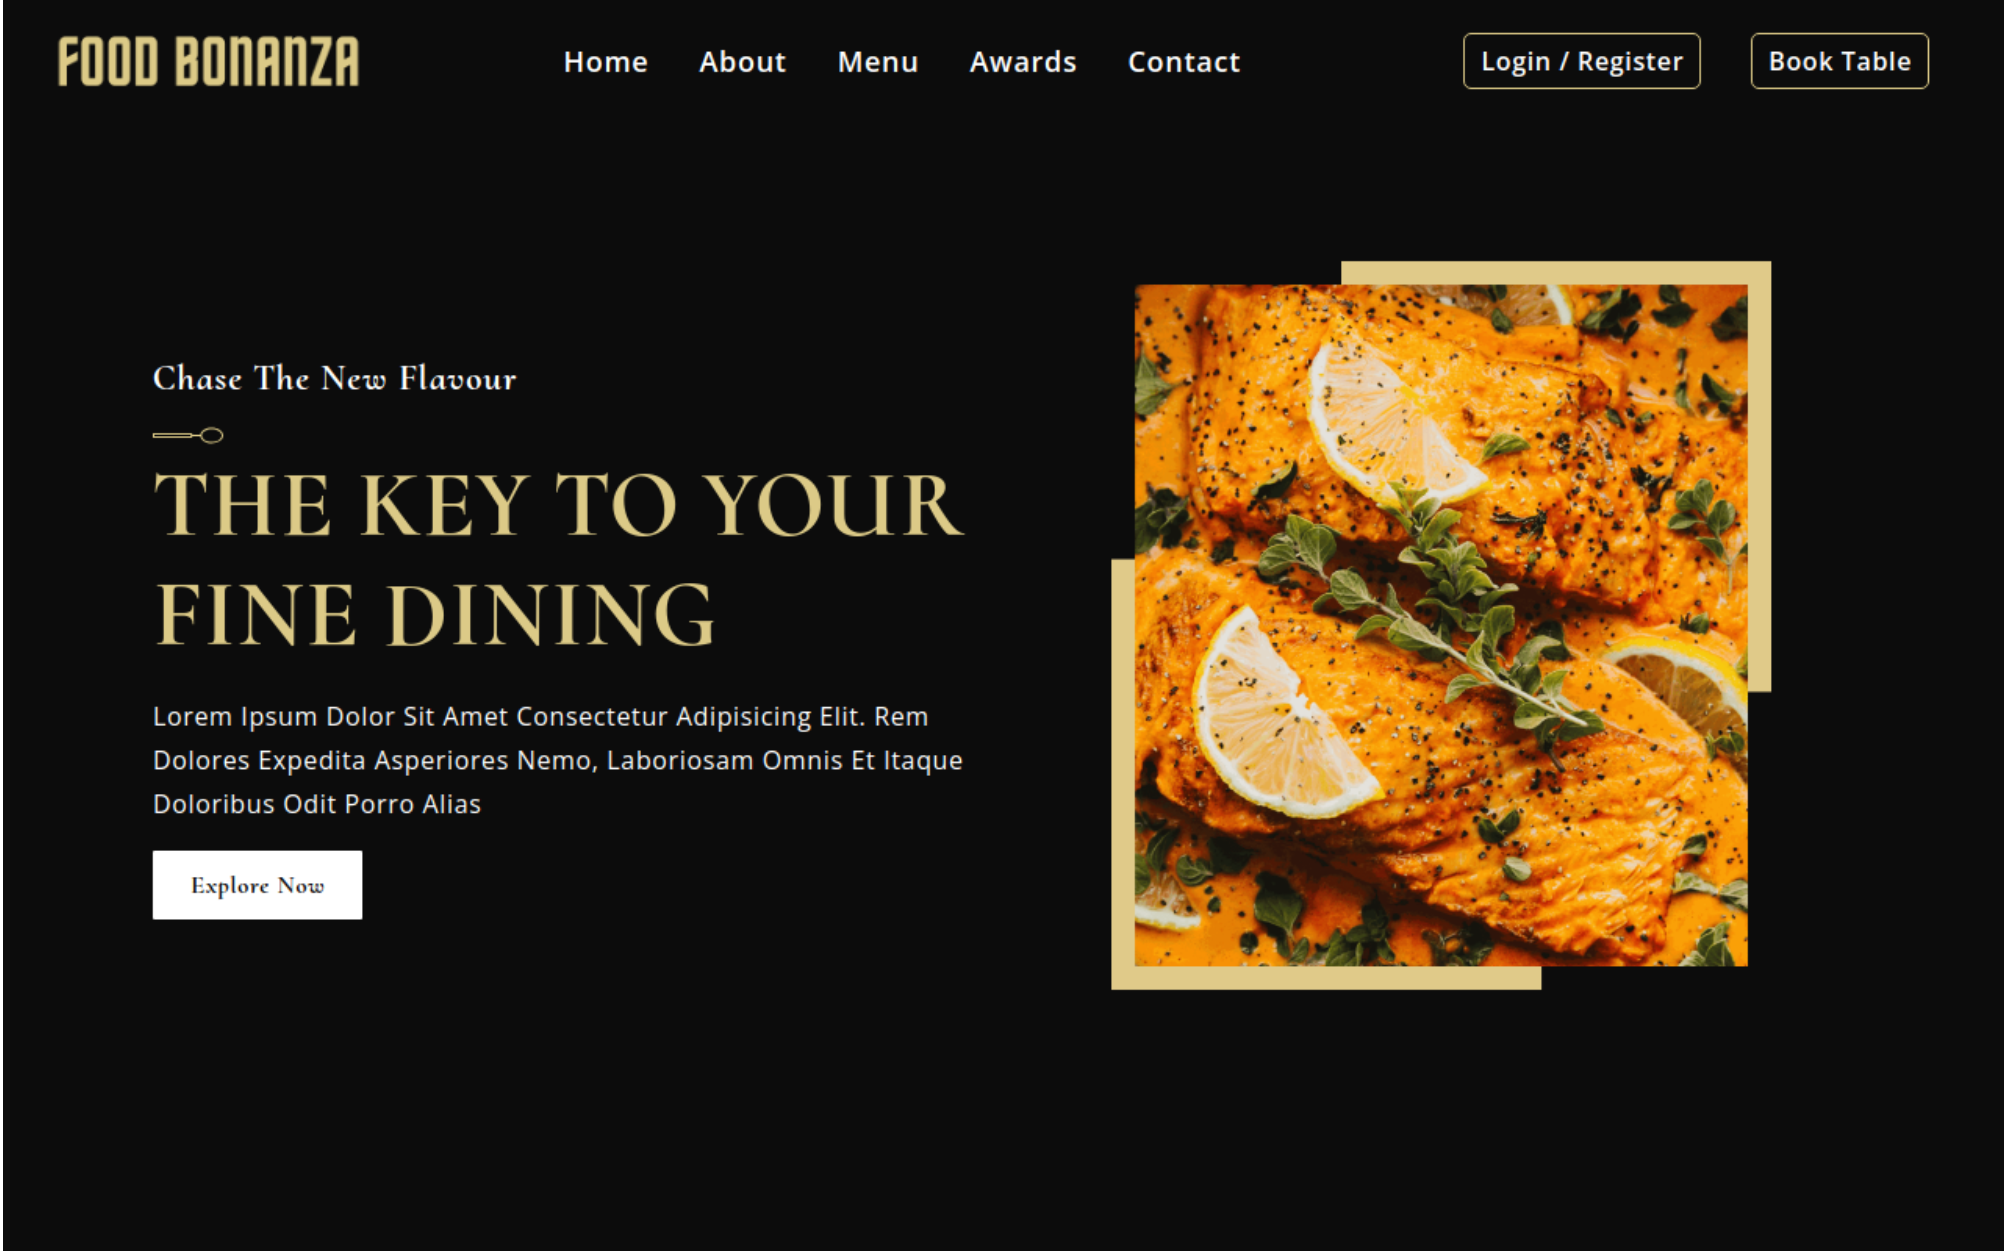 FOOD BONANZA
Home About Menu Awards Contact
Login / Register Book Table
Chase The New Flavour
THE KEY TO YOUR
FINE DINING
Lorem Ipsum Dolor Sit Amet Consectetur Adipisicing Elit. Rem
Dolores Expedita Asperiores Nemo, Laboriosam Omnis Et Itaque
Doloribus Odit Porro Alias
Explore Now